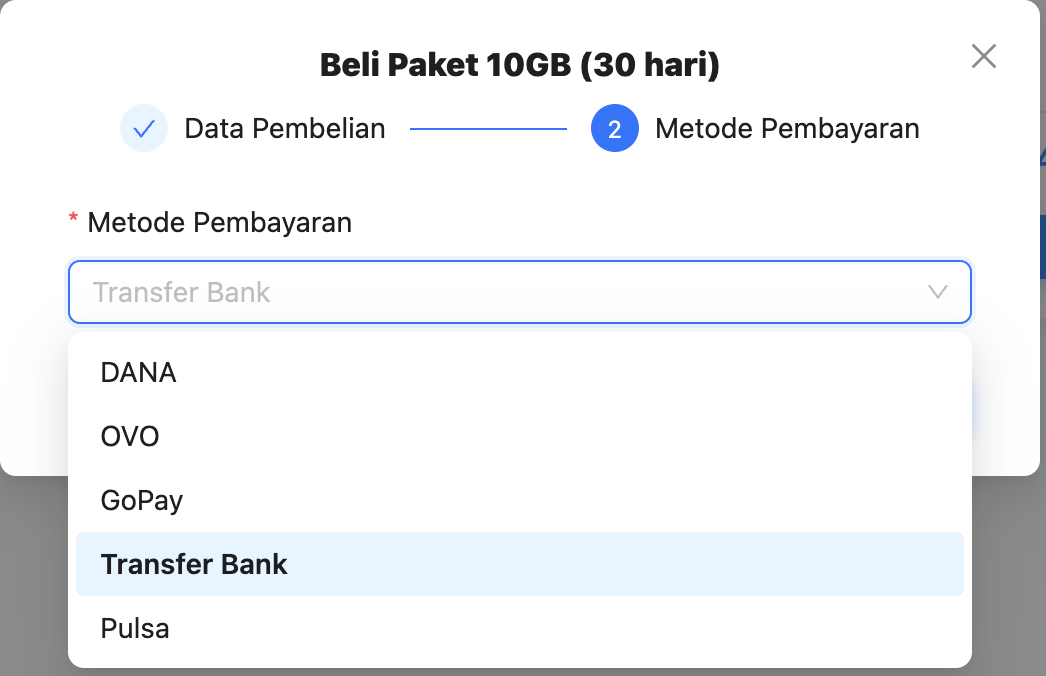 Beli Paket 10GB (30 hari)
Data Pembelian
2 Metode Pembayaran
* Metode Pembayaran
Transfer Bank
DANA
OVO
GoPay
Transfer Bank
Pulsa